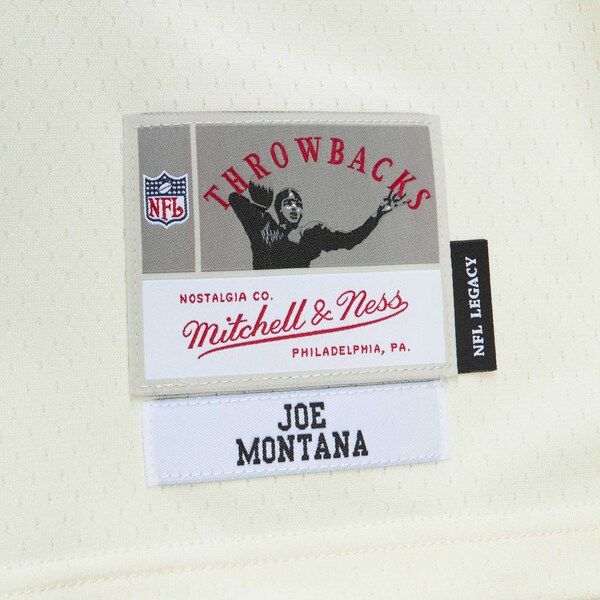 THROWBACKS
NFL
NOSTALGIA CO.
Mitchell & Ness
PHILADELPHIA, PA.
NFL LEGACY
JOE
MONTANA